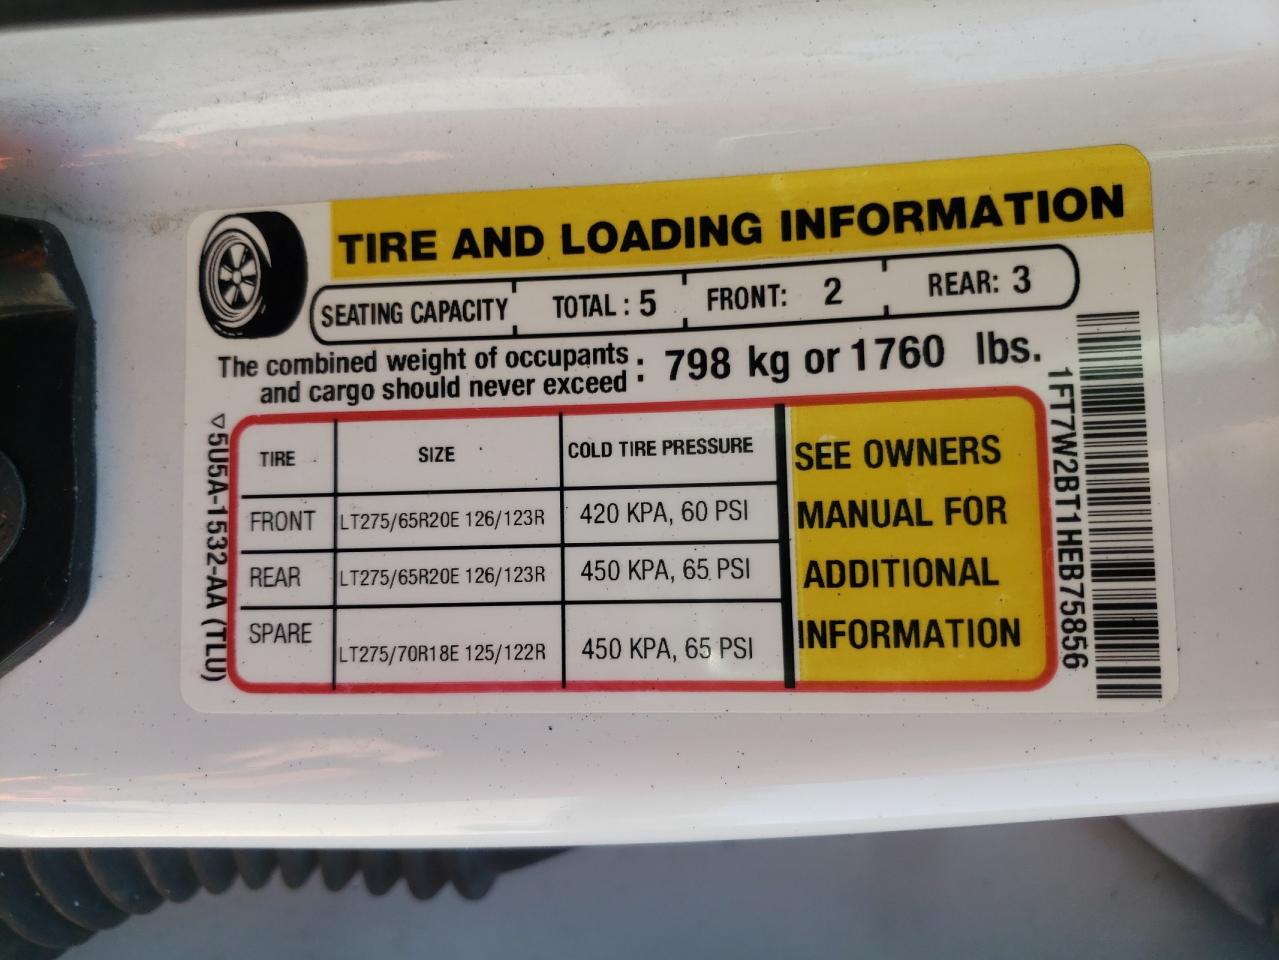 TIRE AND LOADING INFORMATION
SEATING CAPACITY TOTAL : 5 FRONT: 2 REAR: 3
The combined weight of occupants
and cargo should never exceed : 798 kg or 1760 lbs.
TIRE SIZE COLD TIRE PRESSURE
FRONT LT275/65R20E 126/123R 420 KPA, 60 PSI
REAR LT275/65R20E 126/123R 450 KPA, 65 PSI
SPARE LT275/70R18E 125/122R 450 KPA, 65 PSI
SEE OWNERS
MANUAL FOR
ADDITIONAL
INFORMATION
5U5A-1532-AA (TLU)
1FT7W2BT1HEB75856